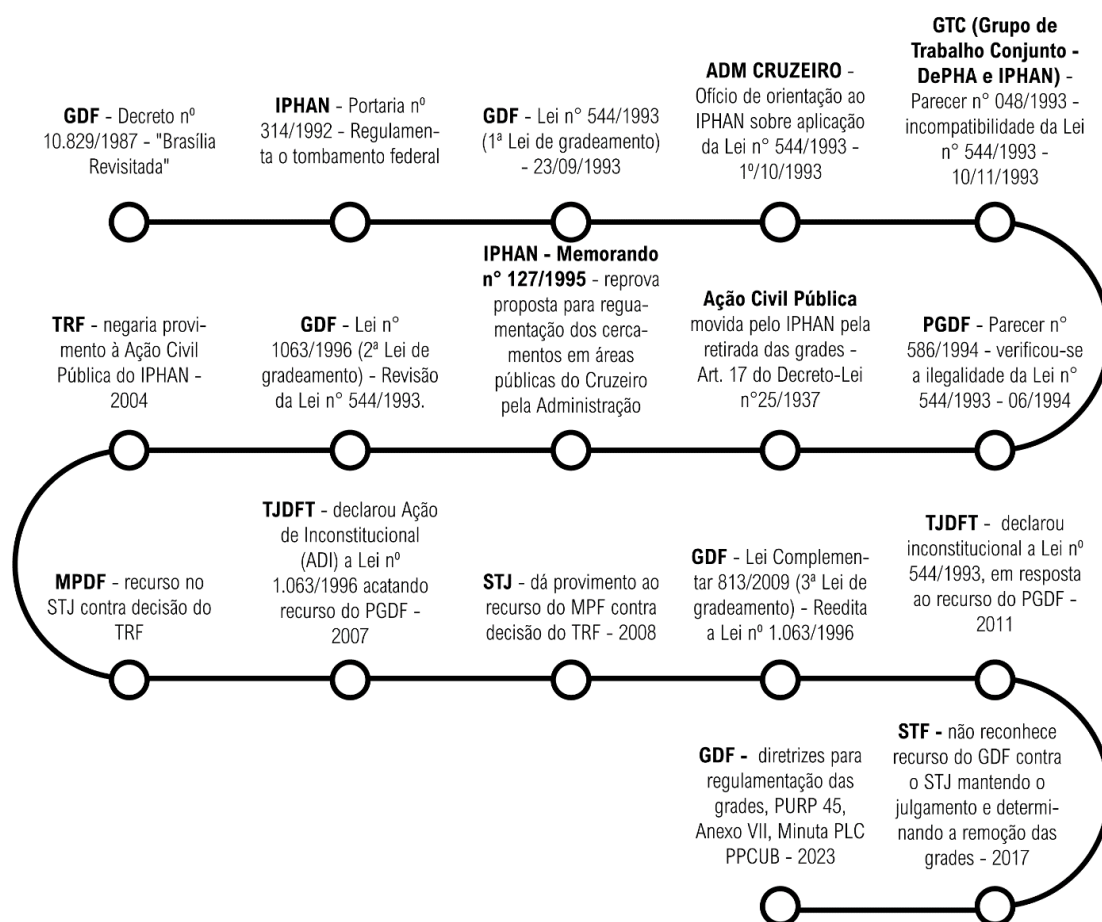 GDF - Decreto nº
10.829/1987 - "Brasília
Revisitada"
IPHAN - Portaria nº
314/1992 - Regulamen-
ta o tombamento federal
GDF - Lei n° 544/1993
(1ª Lei de gradeamento)
- 23/09/1993
ADM CRUZEIRO -
Ofício de orientação ao
IPHAN sobre aplicação
da Lei n° 544/1993 -
1º/10/1993
GTC (Grupo de
Trabalho Conjunto -
DePHA e IPHAN) -
Parecer n° 048/1993 -
incompatibilidade da Lei
n° 544/1993 -
10/11/1993
PGDF - Parecer n°
586/1994 - verificou-se
a ilegalidade da Lei n°
544/1993 - 06/1994
Ação Civil Pública
movida pelo IPHAN pela
retirada das grades -
Art. 17 do Decreto-Lei
n°25/1937
IPHAN - Memorando
n° 127/1995 - reprova
proposta para regua-
mentação dos cerca-
mentos em áreas
públicas do Cruzeiro
pela Administração
GDF - Lei n°
1063/1996 (2ª Lei de
gradeamento) - Revisão
da Lei n° 544/1993.
TRF - negaria provi-
mento à Ação Civil
Pública do IPHAN -
2004
MPDF - recurso no
STJ contra decisão do
TRF
TJDFT - declarou Ação
de Inconstitucional
(ADI) a Lei nº
1.063/1996 acatando
recurso do PGDF -
2007
STJ - dá provimento ao
recurso do MPF contra
decisão do TRF - 2008
GDF - Lei Complemen-
tar 813/2009 (3ª Lei de
gradeamento) - Reedita
a Lei nº 1.063/1996
TJDFT - declarou
inconstitucional a Lei nº
544/1993, em resposta
ao recurso do PGDF -
2011
STF - não reconhece
recurso do GDF contra
o STJ mantendo o
julgamento e determi-
nando a remoção das
grades - 2017
GDF - diretrizes para
regulamentação das
grades, PURP 45,
Anexo VII, Minuta PLC
PPCUB - 2023